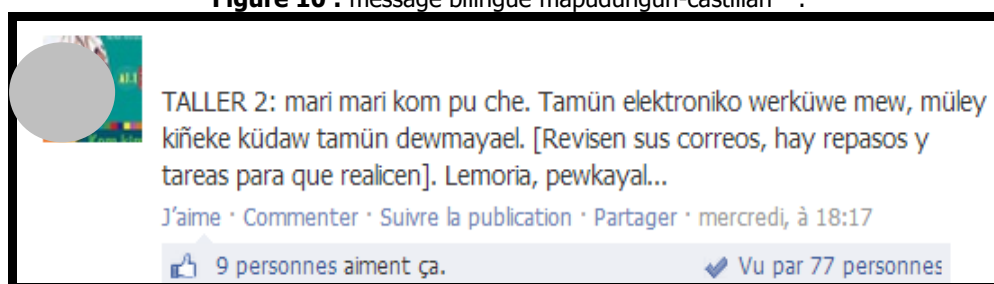 Figure 10 : message bilingue mapudungun-castillan .
TALLER 2: mari mari kom pu che. Tamün elektroniko werküwe mew, müley
kiñeke küdaw tamün dewmayael. [Revisen sus correos, hay repasos y
tareas para que realicen]. Lemoria, pewkayal...
J'aime · Commenter · Suivre la publication · Partager · mercredi, à 18:17
9 personnes aiment ça.
Vu par 77 personnes